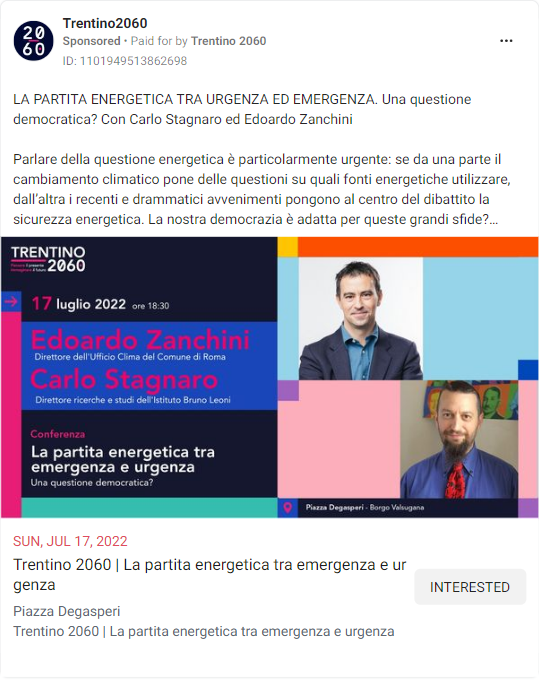 Trentino2060
Sponsored • Paid for by Trentino 2060
ID: 1101949513862698
LA PARTITA ENERGETICA TRA URGENZA ED EMERGENZA. Una questione
democratica? Con Carlo Stagnaro ed Edoardo Zanchini
Parlare della questione energetica è particolarmente urgente: se da una parte il
cambiamento climatico pone delle questioni su quali fonti energetiche utilizzare,
dall'altra i recenti e drammatici avvenimenti pongono al centro del dibattito la
sicurezza energetica. La nostra democrazia è adatta per queste grandi sfide?...
TRENTINO
2060
17 luglio 2022 ore 18:30
Edoardo Zanchini
Direttore dell'Ufficio Clima del Comune di Roma
Carlo Stagnaro
Direttore ricerche e studi dell'Istituto Bruno Leoni
Conferenza
La partita energetica tra
emergenza e urgenza
Una questione democratica?
Piazza Degasperi - Borgo Valsugana
SUN, JUL 17, 2022
Trentino 2060 | La partita energetica tra emergenza e ur
genza
INTERESTED
Piazza Degasperi
Trentino 2060 | La partita energetica tra emergenza e urgenza